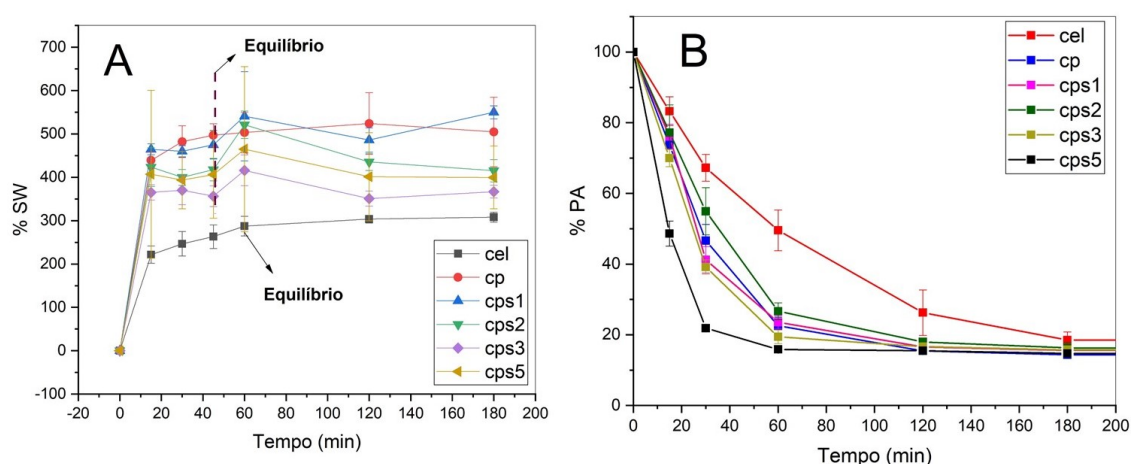 A
Equilíbrio
Equilíbrio
% SW
700
600
500
400
300
200
100
0
-100
-20 0 20 40 60 80 100 120 140 160 180 200
Tempo (min)
cel
cp
cps1
cps2
cps3
cps5
B
% PA
100
80
60
40
20
0
0 20 40 60 80 100 120 140 160 180 200
Tempo (min)
cel
cp
cps1
cps2
cps3
cps5